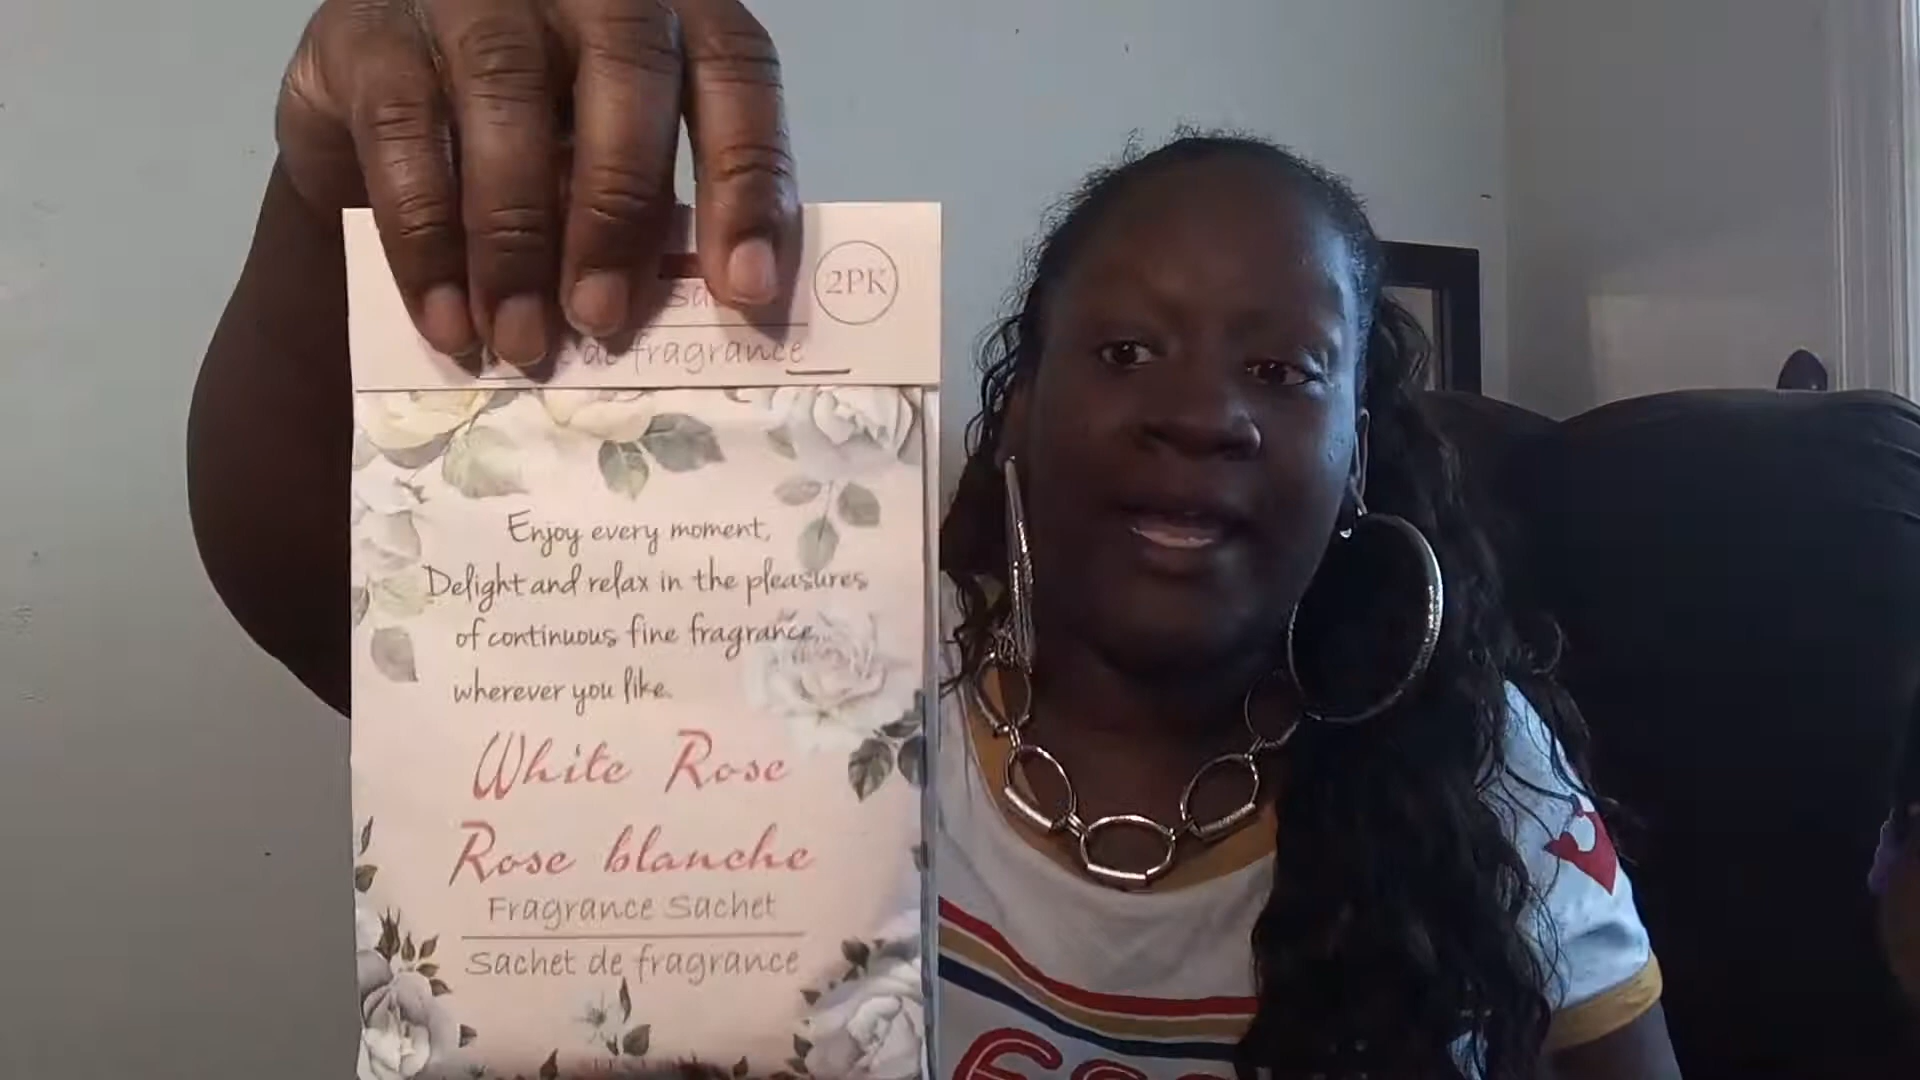 2PK
de fragrance
Enjoy every moment,
Delight and relax in the pleasures
of continuous fine fragrance,
wherever you like.
White Rose
Rose blanche
Fragrance Sachet
Sachet de fragrance